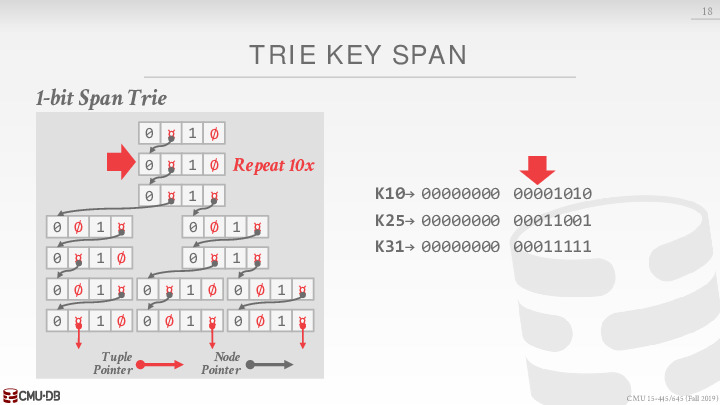 18
TRIE KEY SPAN
1-bit Span Trie
0 ¤ 1 Ø
0 ¤ 1 Ø Repeat 10x
0 ¤ 1 ¤
0 Ø 1 ¤ 0 Ø 1 ¤
0 ¤ 1 Ø 0 ¤ 1 ¤
0 Ø 1 ¤ 0 ¤ 1 Ø 0 Ø 1 ¤
0 ¤ 1 Ø 0 Ø 1 ¤ 0 Ø 1 ¤
Tuple Pointer
Node Pointer
K10→ 00000000 00001010
K25→ 00000000 00011001
K31→ 00000000 00011111
CMU·DB
CMU 15-445/645 (Fall 2019)